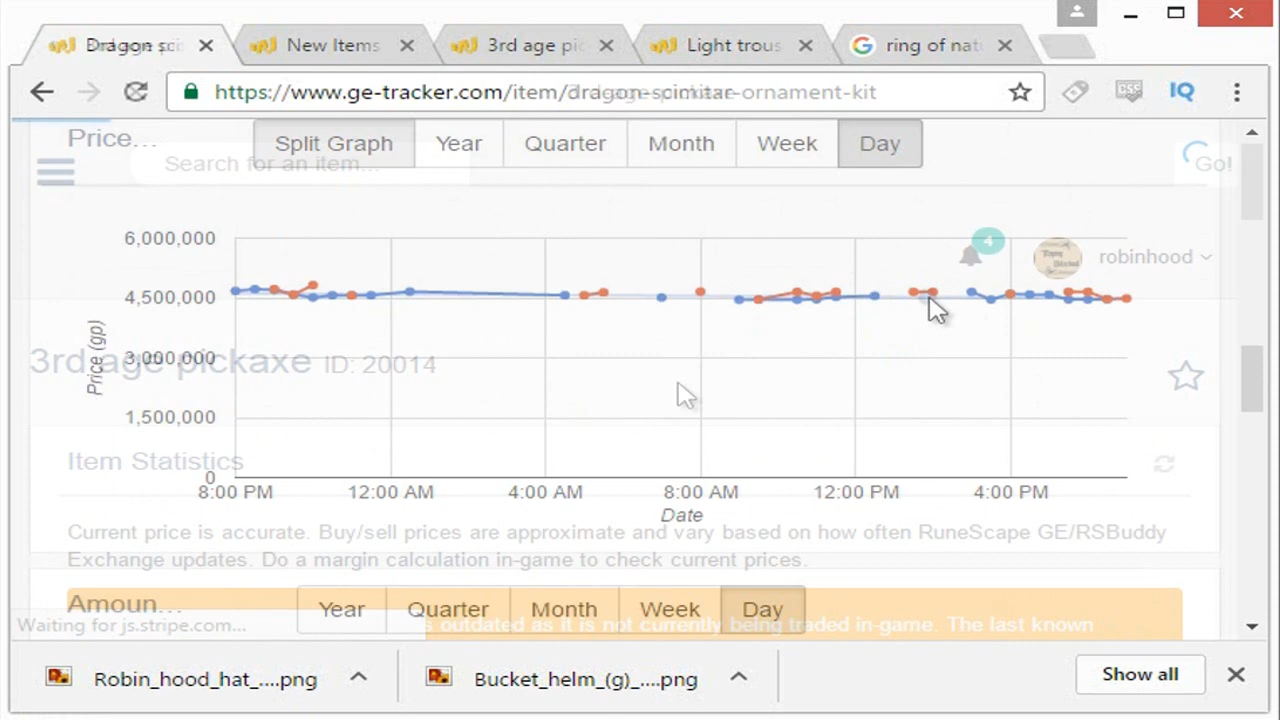 Dragon sci
New Items
3rd age pi
Light trous
ring of nat
https://www.ge-tracker.com/item/dragon-scimitar-ornament-kit
Price...
Split Graph
Year
Quarter
Month
Week
Day
Search for an item...
Go!
6,000,000
4
robinhood
4,500,000
3rd age pickaxe ID: 20014
3,000,000
Price (gp)
1,500,000
Item Statistics
0
8:00 PM
12:00 AM
4:00 AM
8:00 AM
12:00 PM
4:00 PM
Date
Current price is accurate. Buy/sell prices are approximate and vary based on how often RuneScape GE/RSBuddy
Exchange updates. Do a margin calculation in-game to check current prices.
Amoun...
Year
Quarter
Month
Week
Day
Waiting for js.stripe.com...
s outdated as it is not currently being traded in-game. The last known
Robin_hood_hat_....png
Bucket_helm_(g)_....png
Show all
CSS
IQ